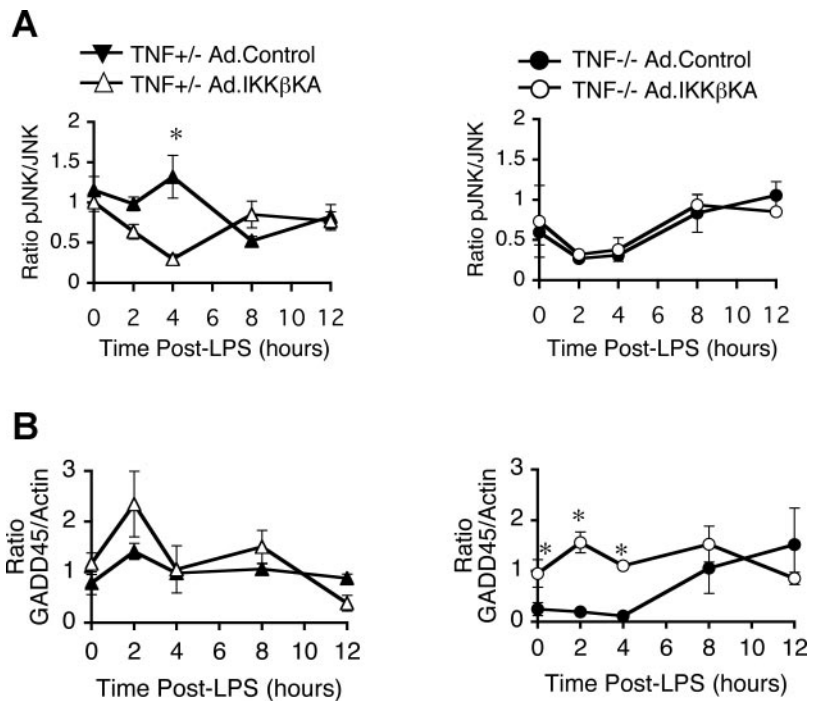 A
TNF+/- Ad.Control
TNF+/- Ad.IKKβKA
Ratio pJNK/JNK
2
1.5
1
0.5
0
*
0 2 4 6 8 10 12
Time Post-LPS (hours)
TNF-/- Ad.Control
TNF-/- Ad.IKKβKA
Ratio pJNK/JNK
2
1.5
1
0.5
0
0 2 4 6 8 10 12
Time Post-LPS (hours)
B
Ratio
GADD45/Actin
3
2
1
0
0 2 4 6 8 10 12
Time Post-LPS (hours)
Ratio
GADD45/Actin
3
2
1
0
* * *
0 2 4 6 8 10 12
Time Post-LPS (hours)